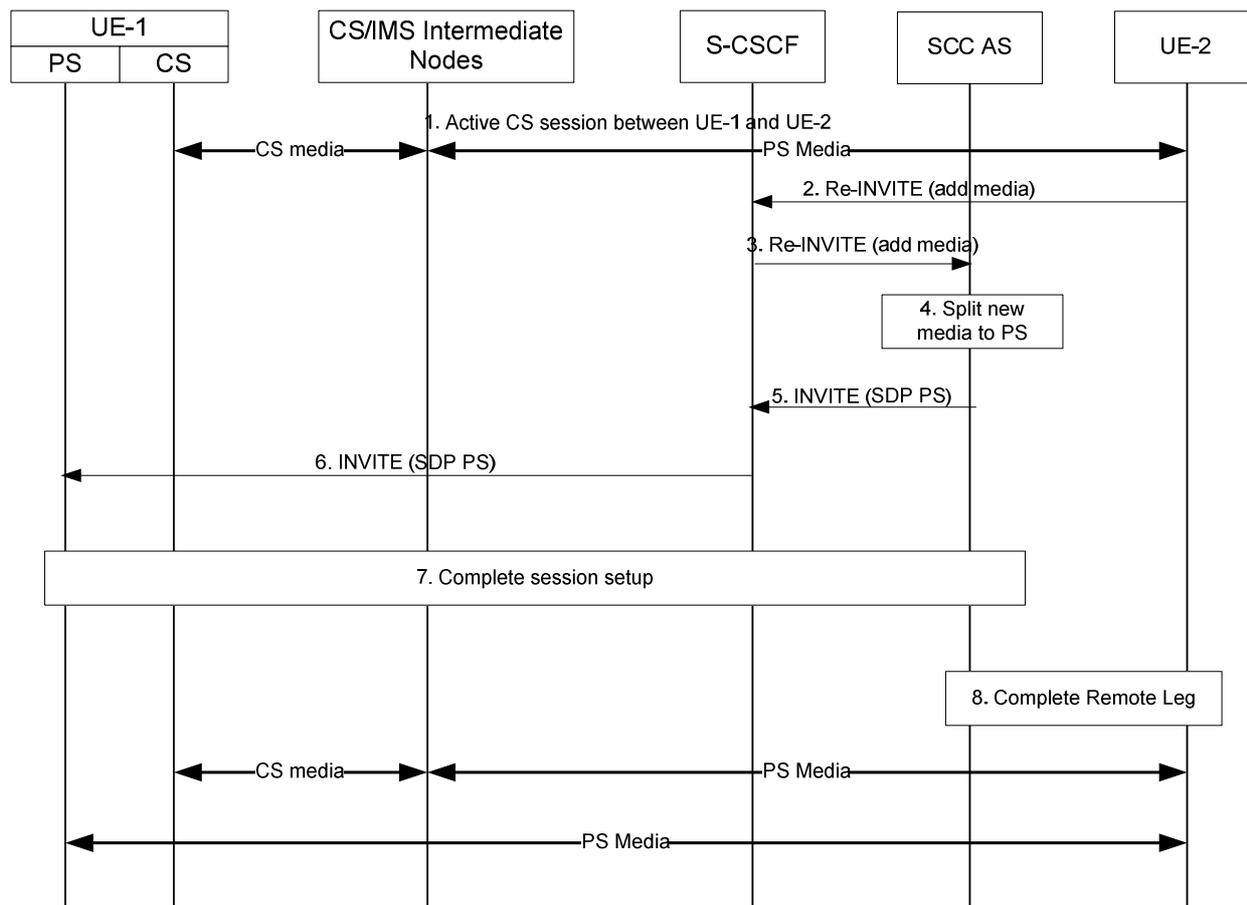 UE-1
PS
CS
CS/IMS Intermediate
Nodes
S-CSCF
SCC AS
UE-2
1. Active CS session between UE-1 and UE-2
CS media
PS Media
2. Re-INVITE (add media)
3. Re-INVITE (add media)
4. Split new
media to PS
5. INVITE (SDP PS)
6. INVITE (SDP PS)
7. Complete session setup
8. Complete Remote Leg
CS media
PS Media
PS Media